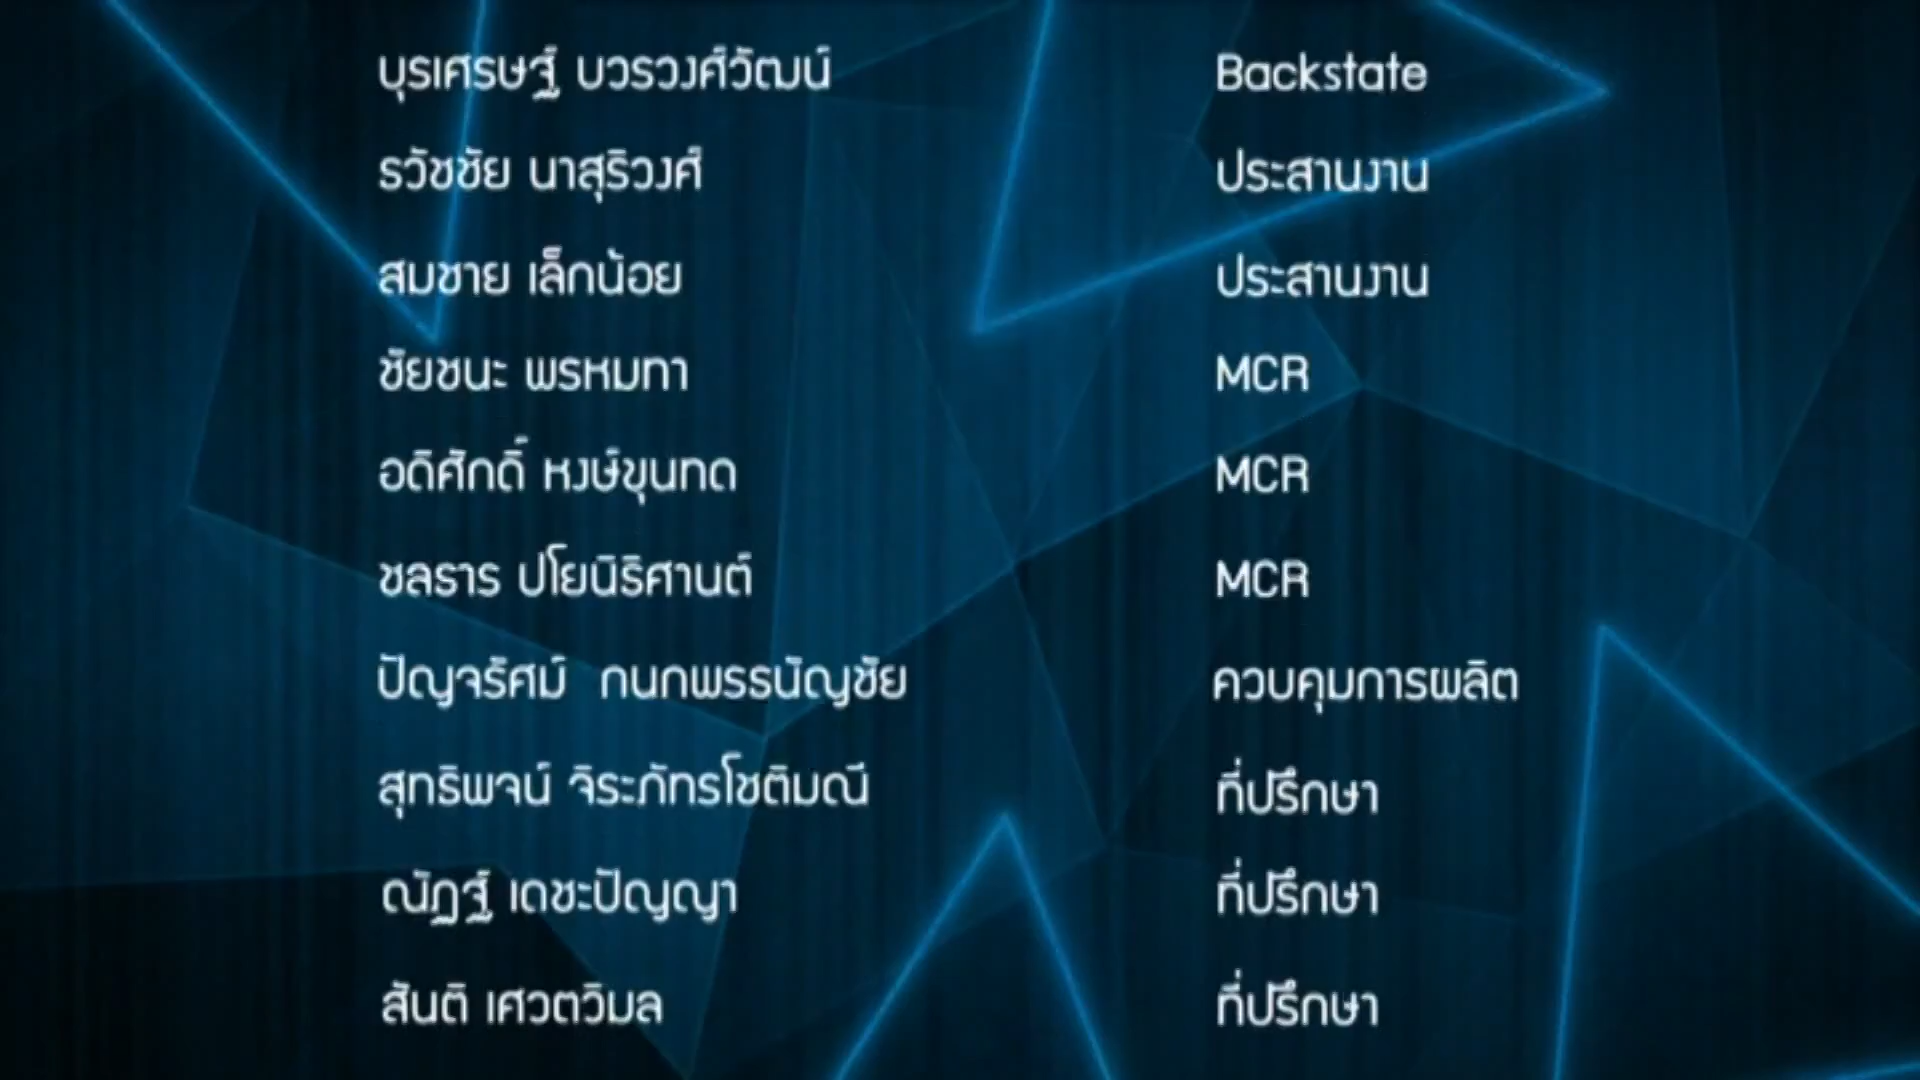 บุรเศรษฐ์ บวรวงศ์วัฒน์ Backstate
ธวัชชัย นาสุริวงศ์ ประสานงาน
สมชาย เล็กน้อย ประสานงาน
ชัยชนะ พรหมทา MCR
อดิศักดิ์ หงษ์ขุนทด MCR
ชลธาร ปโยนิธิศานต์ MCR
ปัญจรัศม์ กนกพรรธนัญชัย ควบคุมการผลิต
สุทธิพจน์ จิระภัทรโชติมณี ที่ปรึกษา
ณัฏฐ์ เดชะปัญญา ที่ปรึกษา
สันติ เศวตวิมล ที่ปรึกษา